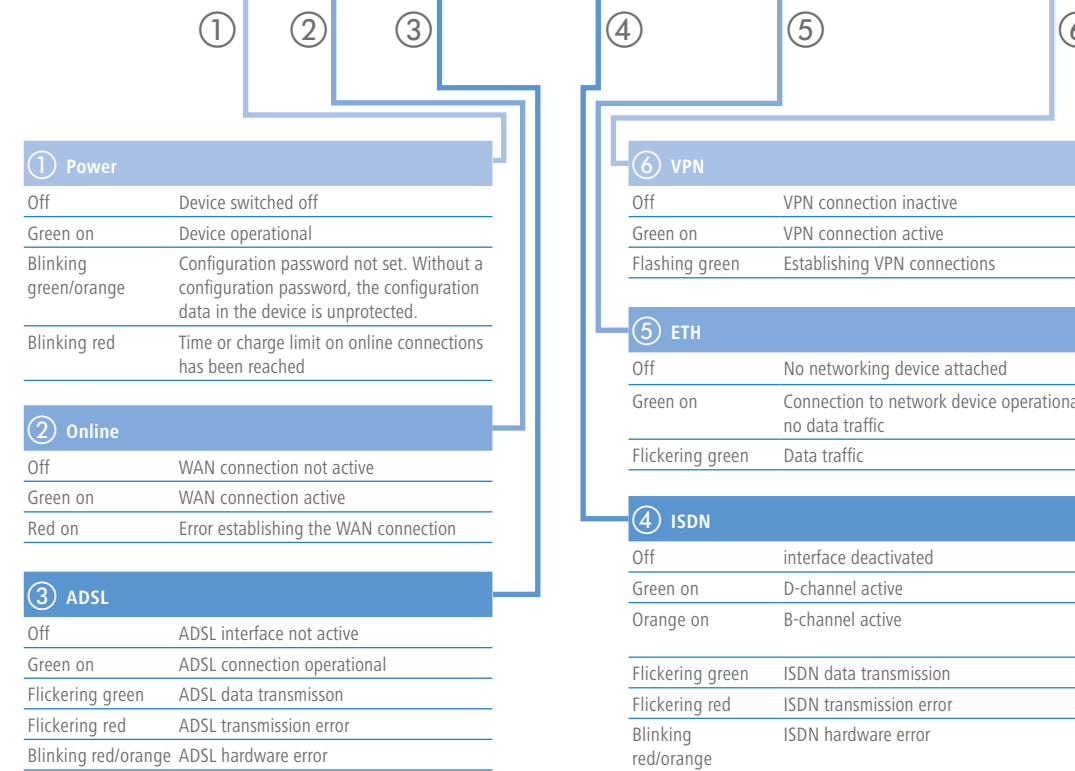 ① ② ③ ④ ⑤
① Power
Off Device switched off
Green on Device operational
Blinking green/orange Configuration password not set. Without a
configuration password, the configuration
data in the device is unprotected.
Blinking red Time or charge limit on online connections
has been reached
② Online
Off WAN connection not active
Green on WAN connection active
Red on Error establishing the WAN connection
③ ADSL
Off ADSL interface not active
Green on ADSL connection operational
Flickering green ADSL data transmisson
Flickering red ADSL transmission error
Blinking red/orange ADSL hardware error
⑥ VPN
Off VPN connection inactive
Green on VPN connection active
Flashing green Establishing VPN connections
⑤ ETH
Off No networking device attached
Green on Connection to network device operationa
no data traffic
Flickering green Data traffic
④ ISDN
Off interface deactivated
Green on D-channel active
Orange on B-channel active
Flickering green ISDN data transmission
Flickering red ISDN transmission error
Blinking ISDN hardware error
red/orange